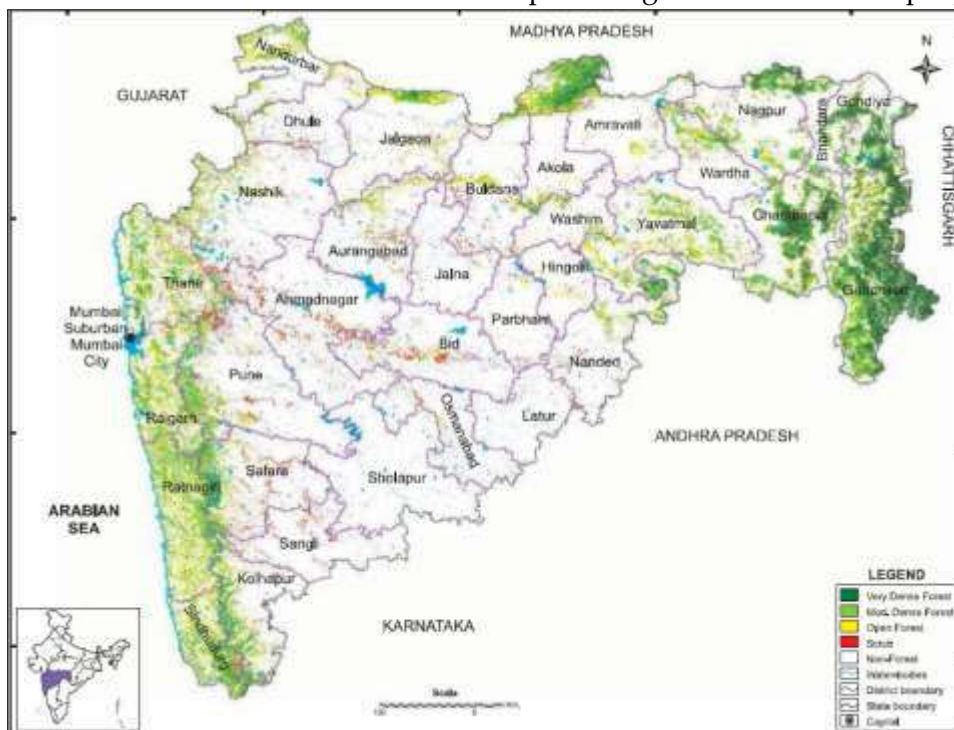 MADHYA PRADESH
N
Nandurbar
GUJARAT
Dhule
Jalgaon
Amravati
Nagpur
Bhandara
Gondiya
CHHATTISGARH
Akola
Wardha
Nashik
Buldana
Washim
Yavatmal
Aurangabad
Jalna
Hingoli
Thane
Ahmadnagar
Parbhani
Mumbai
Suburban
Mumbai
City
Bid
Nanded
Pune
Osmanabad
Latur
Raigarh
ANDHRA PRADESH
Satara
Sholapur
Ratnagiri
ARABIAN
SEA
Sangli
Kolhapur
Sindhudurg
KARNATAKA
LEGEND
Very Dense Forest
Mod. Dense Forest
Open Forest
Scrub
Non-Forest
Waterbodies
District boundary
State boundary
Capital
Scale